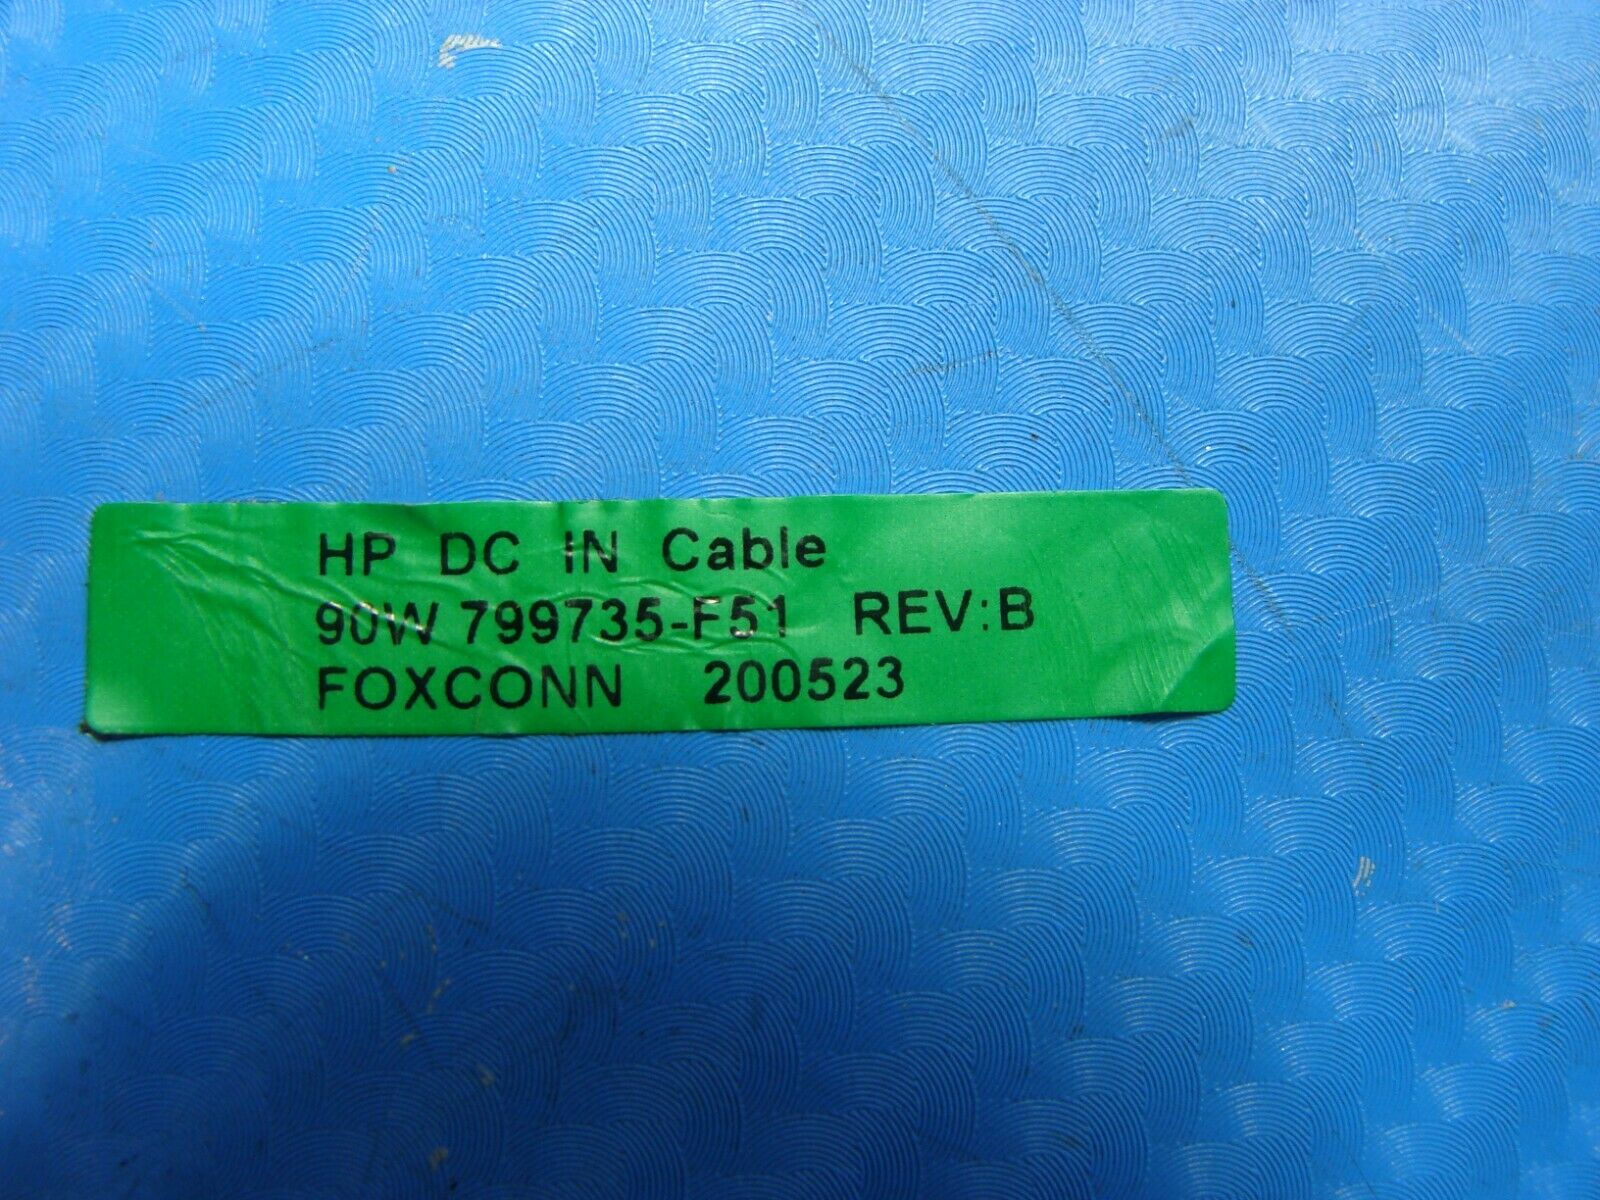 HP DC IN Cable
90W 799735-F51 REV:B
FOXCONN 200523